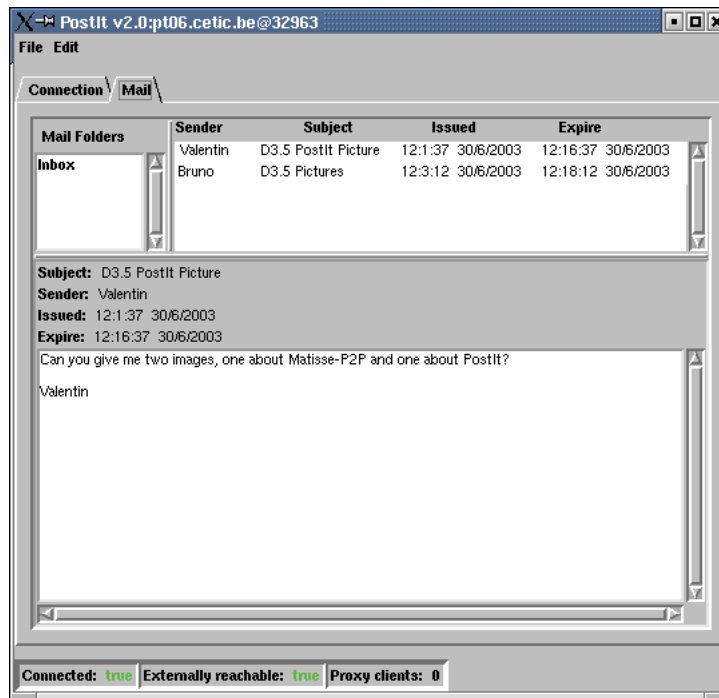 PostIt v2.0:pt06.cetic.be@32963
File Edit
Connection Mail
Mail Folders Sender Subject Issued Expire
Inbox Valentin D3.5 PostIt Picture 12:1:37 30/6/2003 12:16:37 30/6/2003
Bruno D3.5 Pictures 12:3:12 30/6/2003 12:18:12 30/6/2003
Subject: D3.5 PostIt Picture
Sender: Valentin
Issued: 12:1:37 30/6/2003
Expire: 12:16:37 30/6/2003
Can you give me two images, one about Matisse-P2P and one about PostIt?
Valentin
Connected: true Externally reachable: true Proxy clients: 0